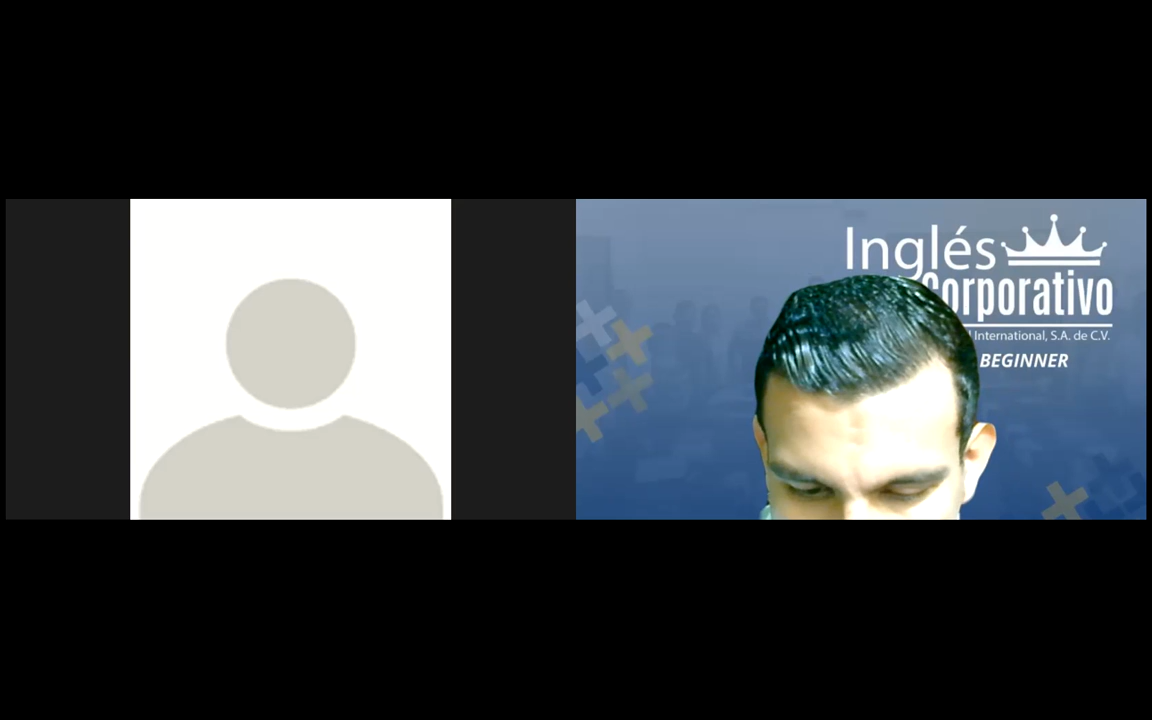 Inglés
Corporativo
International, S.A. de C.V.
BEGINNER